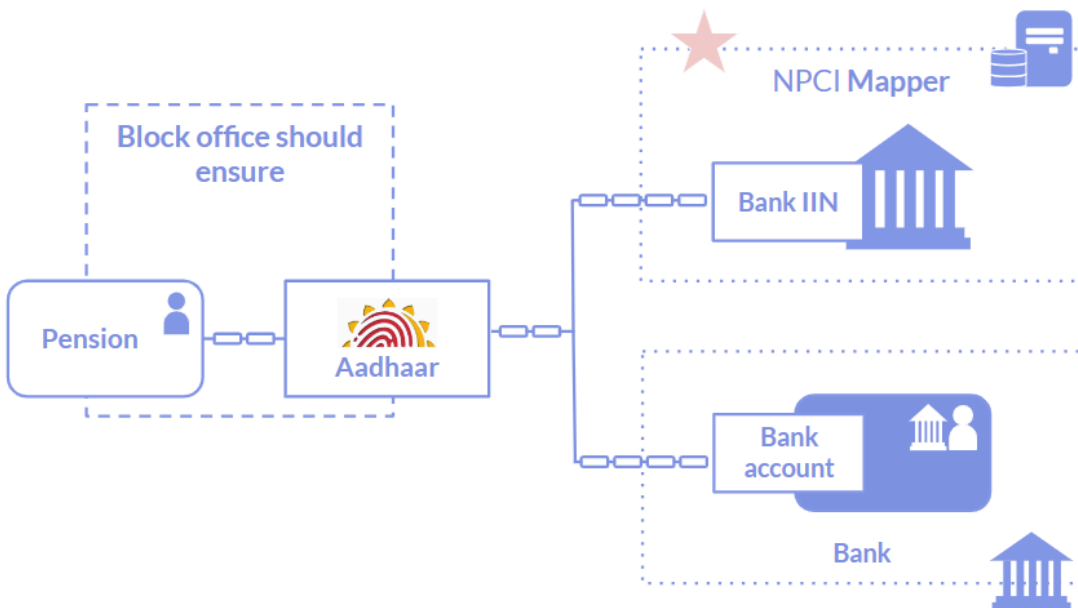 NPCI Mapper
Block office should
ensure
Bank IIN
Pension
Aadhaar
Bank
account
Bank